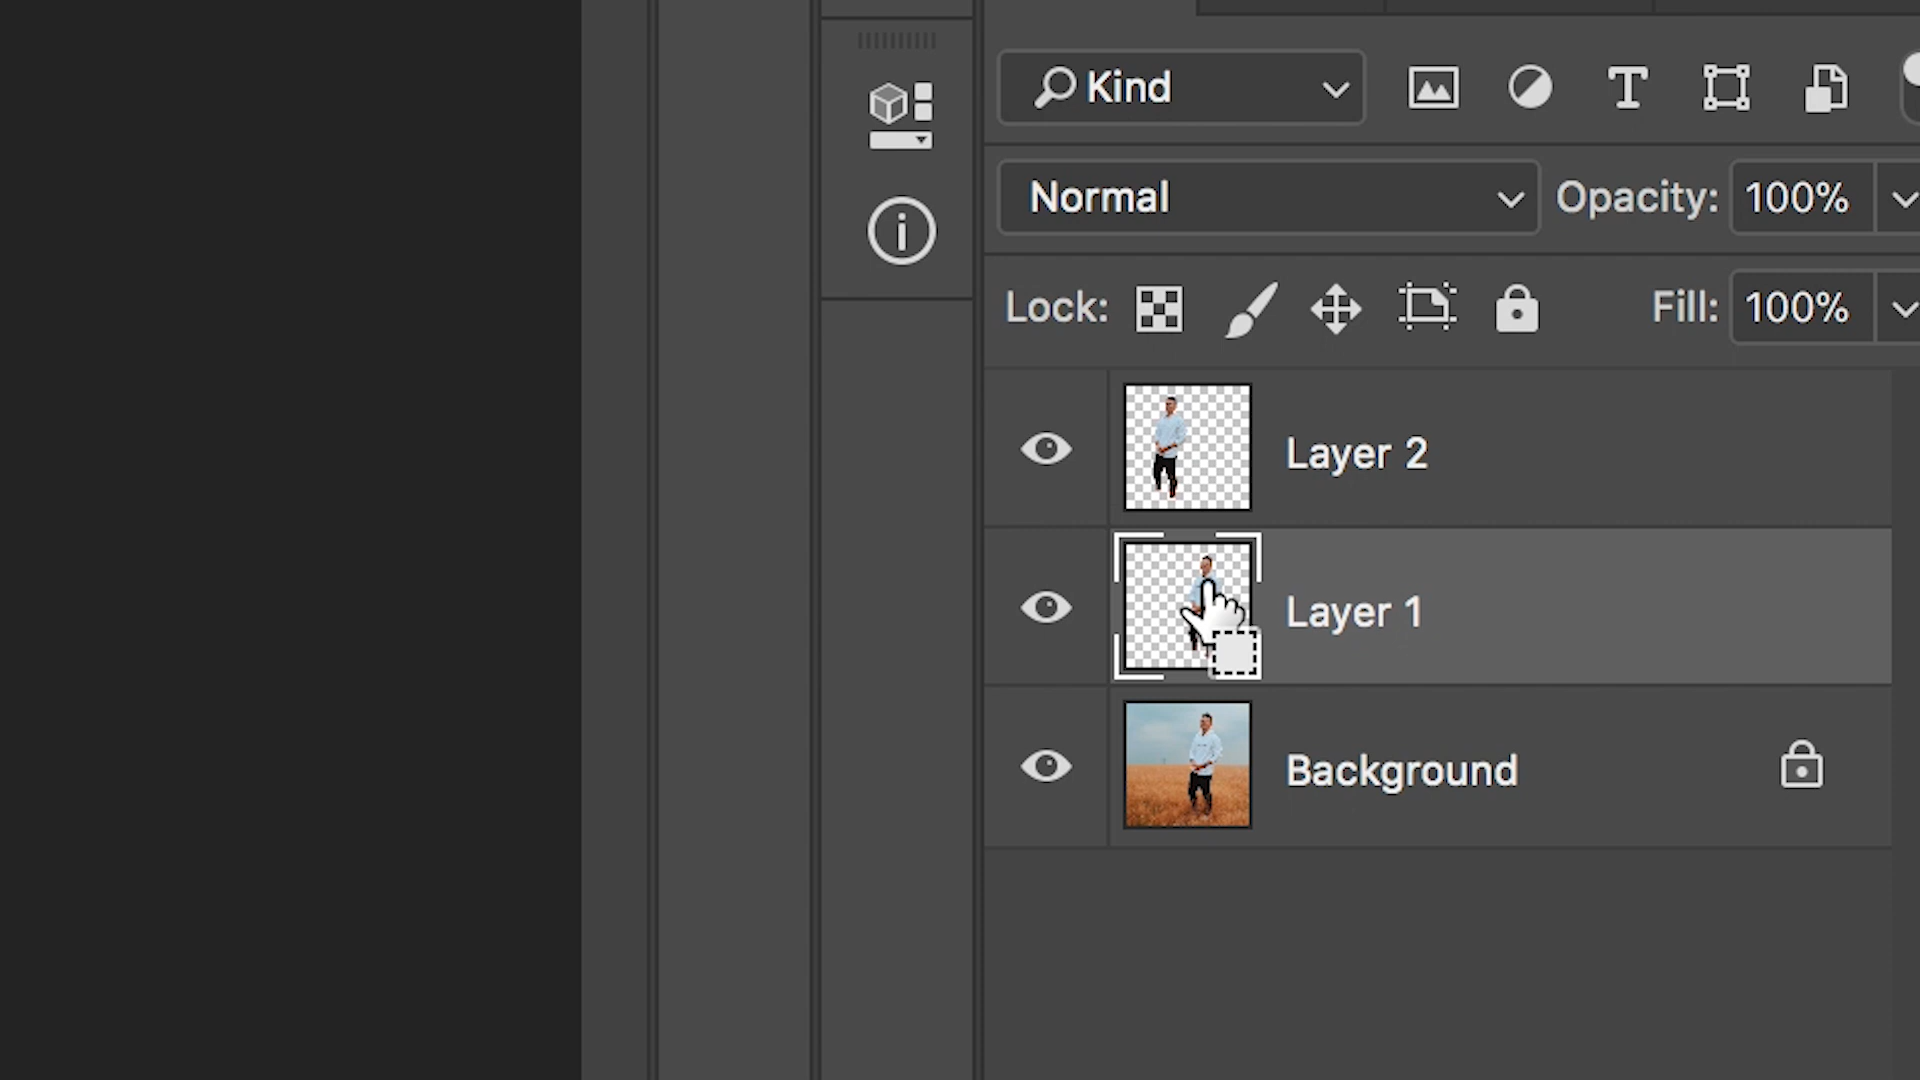 Kind
Normal
Opacity: 100%
Lock:
Fill: 100%
Layer 2
Layer 1
Background